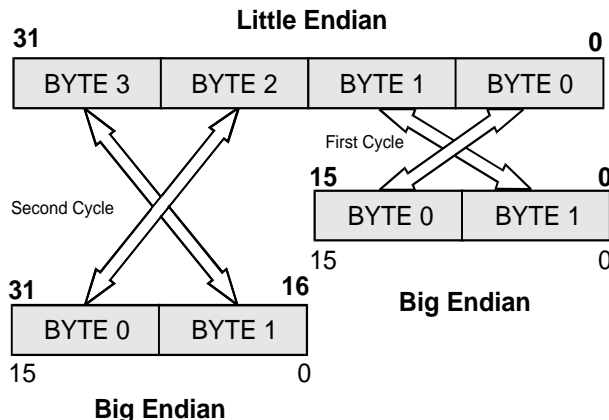 Little Endian
31 0
BYTE 3 BYTE 2 BYTE 1 BYTE 0
First Cycle
15 0
BYTE 0 BYTE 1
15 0
Big Endian
Second Cycle
31 16
BYTE 0 BYTE 1
15 0
Big Endian